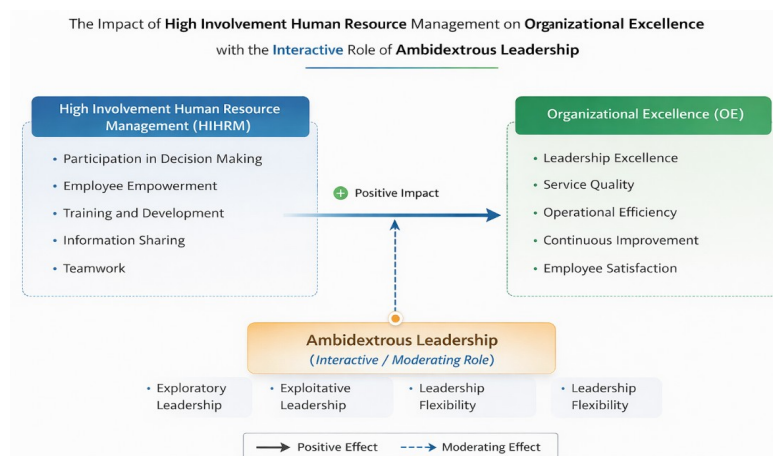 The Impact of High Involvement Human Resource Management on Organizational Excellence
with the Interactive Role of Ambidextrous Leadership
High Involvement Human Resource
Management (HIHRM)
• Participation in Decision Making
• Employee Empowerment
• Training and Development
• Information Sharing
• Teamwork
+ Positive Impact
Organizational Excellence (OE)
• Leadership Excellence
• Service Quality
• Operational Efficiency
• Continuous Improvement
• Employee Satisfaction
Ambidextrous Leadership
(Interactive / Moderating Role)
• Exploratory
Leadership
• Exploitative
Leadership
• Leadership
Flexibility
• Leadership
Flexibility
Positive Effect
Moderating Effect